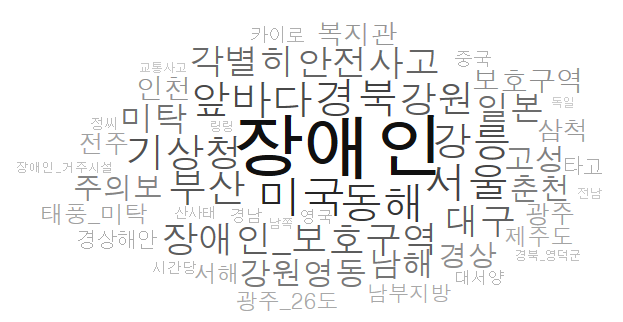 카이로 복지관
교통사고 각별히 안전사고 중국
인천 앞바다 경북 강원 보호구역
일본 독일
정씨 미탁 링링 장애인 강릉 삼척
전주 기상청 고성 타고
장애인_거주시설 주의보 부산 미국 동해 서울 춘천 전남
태풍_미탁 산사태 경남 남쪽 영국 대구 광주
경상해안 장애인_보호구역 경상 제주도
경북_영덕군
시간당 서해 강원영동 남해 대서양
광주_26도 남부지방